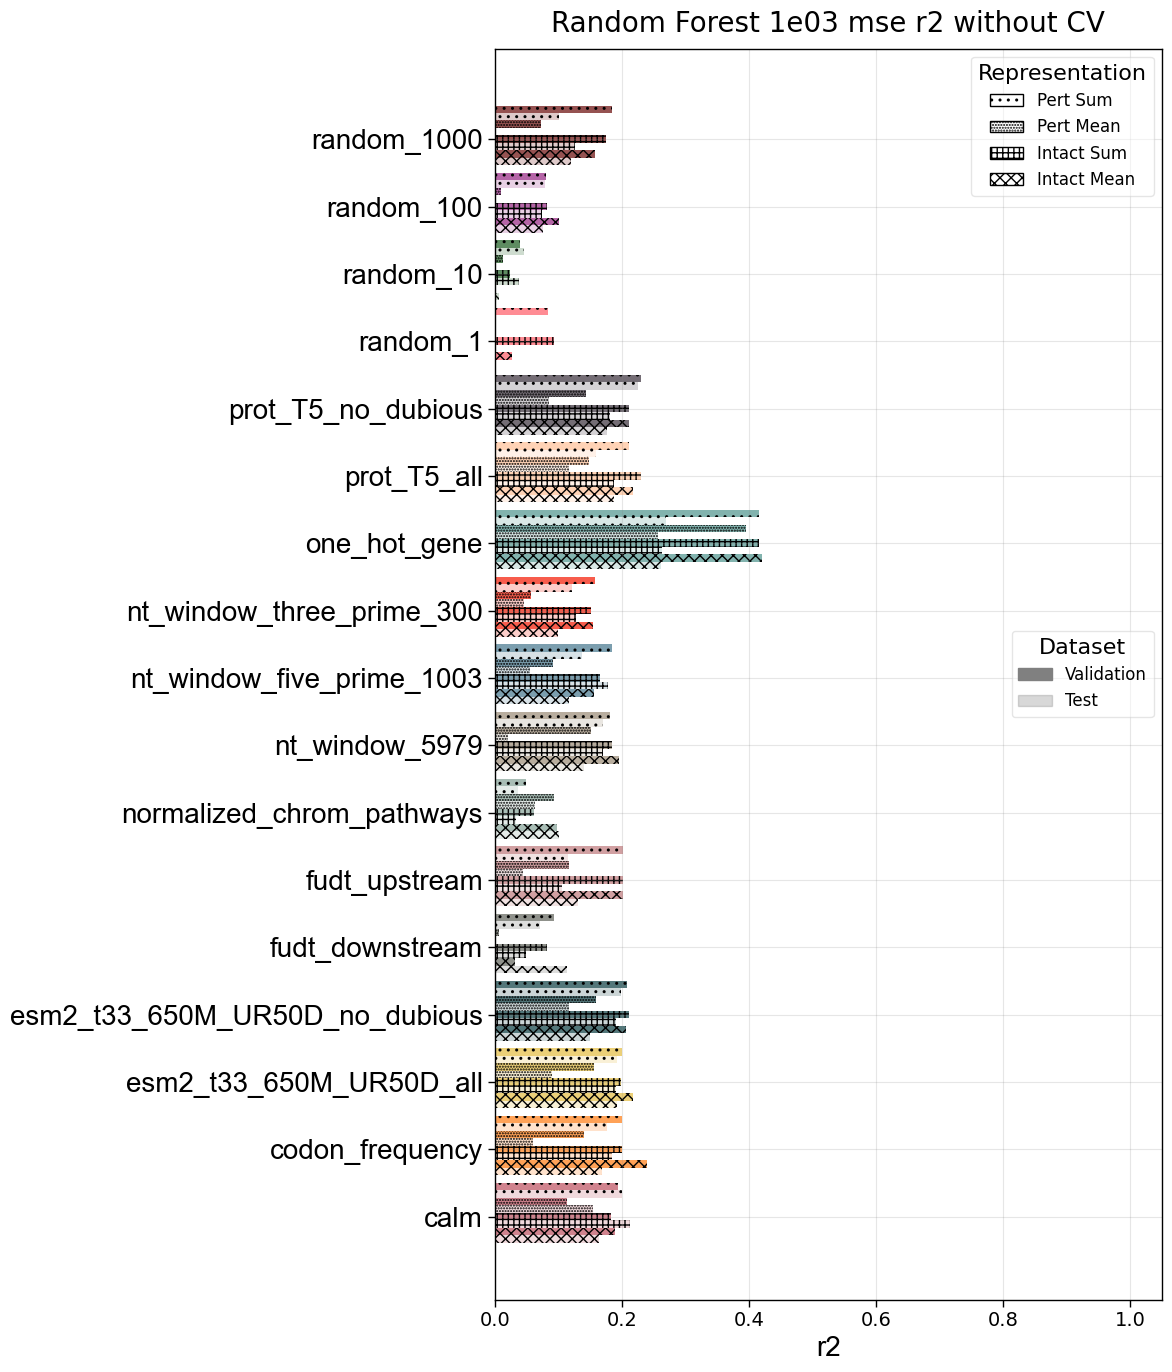 Random Forest 1e03 mse r2 without CV
Representation
Pert Sum
Pert Mean
Intact Sum
Intact Mean
random_1000
random_100
random_10
random_1
prot_T5_no_dubious
prot_T5_all
one_hot_gene
nt_window_three_prime_300
Dataset
Validation
Test
nt_window_five_prime_1003
nt_window_5979
normalized_chrom_pathways
fudt_upstream
fudt_downstream
esm2_t33_650M_UR50D_no_dubious
esm2_t33_650M_UR50D_all
codon_frequency
calm
0.0 0.2 0.4 0.6 0.8 1.0
r2